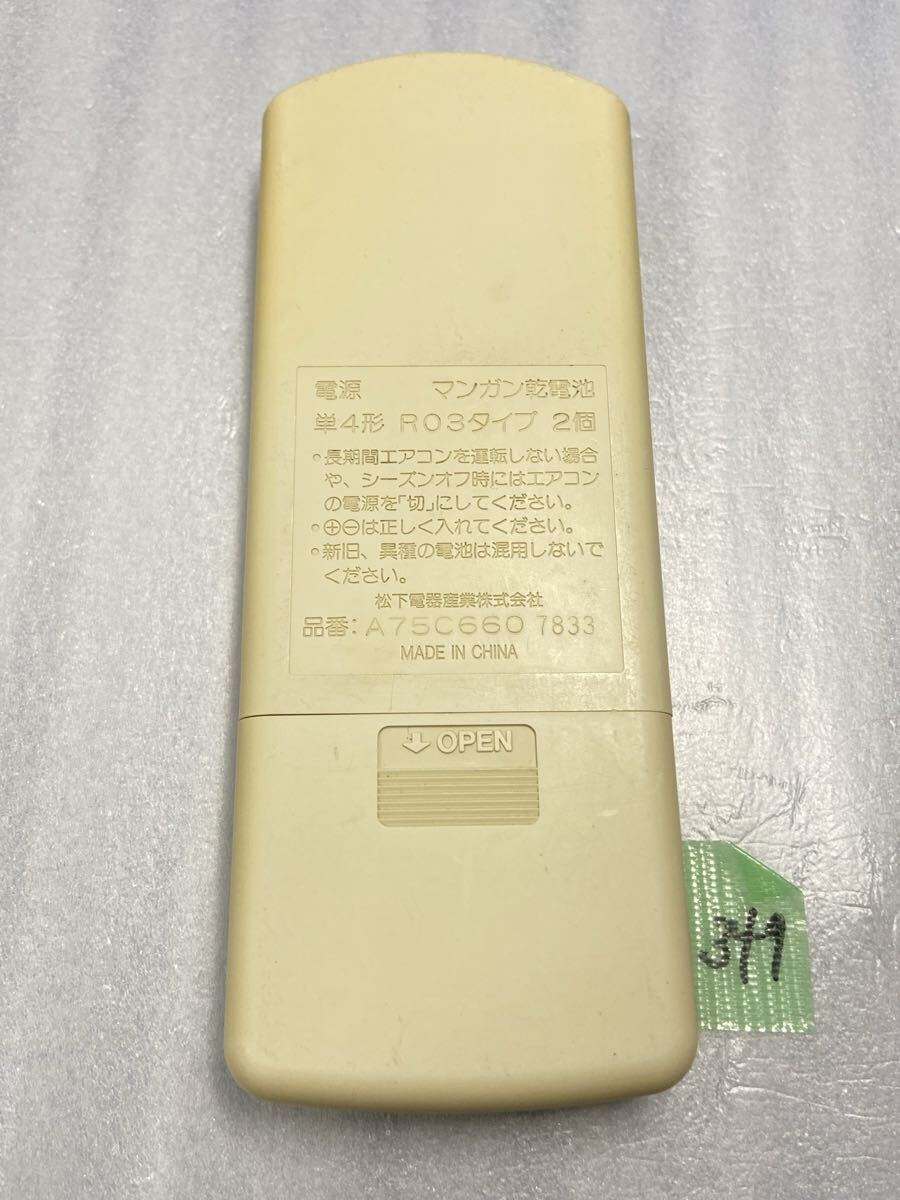 電源 マンガン乾電池
単4形 R03タイプ 2個
•長期間エアコンを運転しない場合
や、シーズンオフ時にはエアコン
の電源を「切」にしてください。
•⊕⊖は正しく入れてください。
•新旧、異種の電池は混用しないで
ください。
松下電器産業株式会社
品番: A75C660 7833
MADE IN CHINA
↓ OPEN